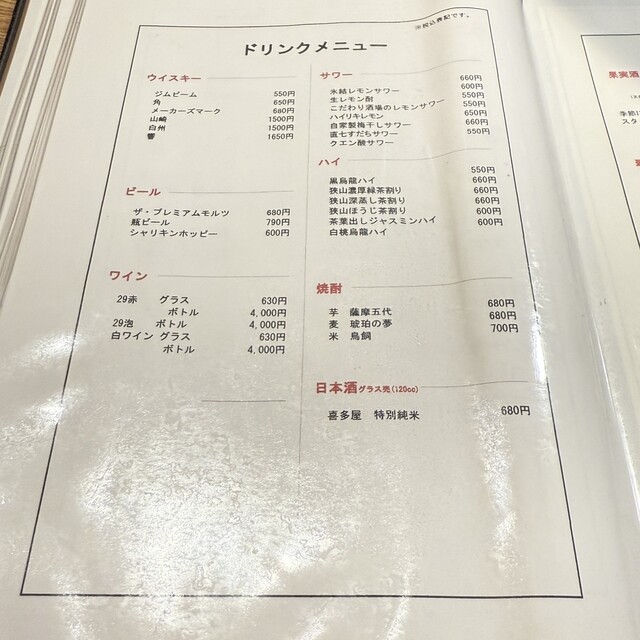 ※税込表記です。
ドリンクメニュー
ウイスキー
ジムビーム 550円
角 650円
メーカーズマーク 680円
山崎 1500円
白州 1500円
響 1650円
ビール
ザ・プレミアムモルツ 680円
瓶ビール 790円
シャリキンホッピー 600円
ワイン
29赤 グラス 630円
ボトル 4,000円
29泡 ボトル 4,000円
白ワイン グラス 630円
ボトル 4,000円
サワー
氷結レモンサワー 660円
生レモン酎 600円
こだわり酒場のレモンサワー 550円
ハイリキレモン 550円
自家製梅干しサワー 650円
直七すだちサワー 660円
クエン酸サワー 550円
ハイ
黒烏龍ハイ 550円
狭山濃厚緑茶割り 660円
狭山深蒸し茶割り 660円
狭山ほうじ茶割り 660円
茶葉出しジャスミンハイ 600円
白桃烏龍ハイ 600円
焼酎
芋 薩摩五代 680円
麦 琥珀の夢 680円
米 鳥飼 700円
日本酒グラス売(120cc)
喜多屋 特別純米 680円
果実酒
季節に
スタ